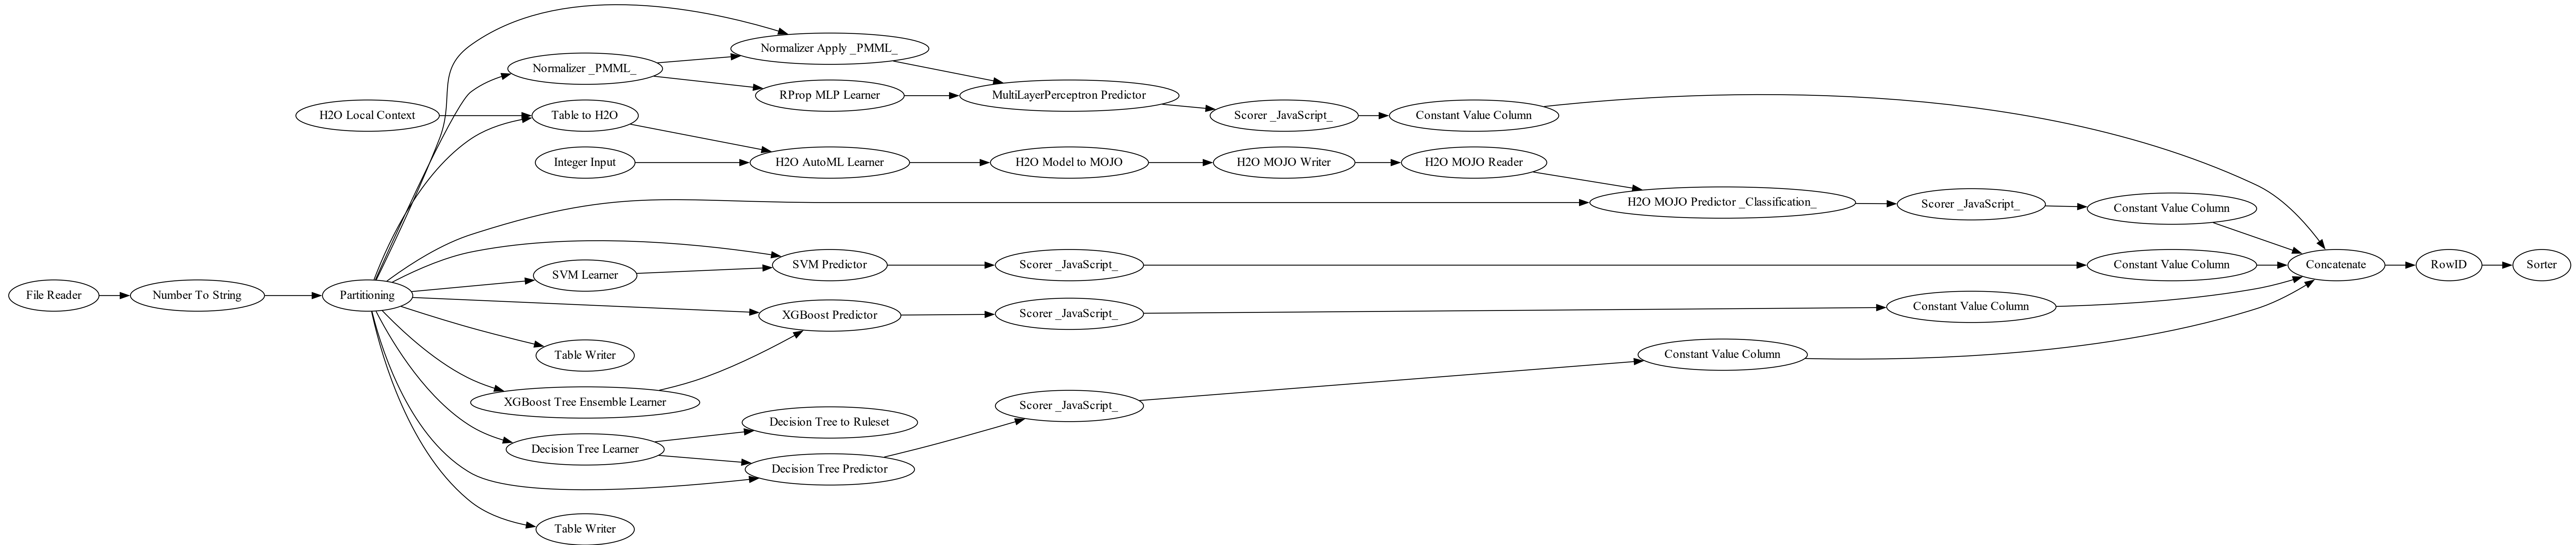 Normalizer Apply _PMML_
Normalizer _PMML_
RProp MLP Learner
MultiLayerPerceptron Predictor
H2O Local Context
Table to H2O
Scorer _JavaScript_
Constant Value Column
Integer Input
H2O AutoML Learner
H2O Model to MOJO
H2O MOJO Writer
H2O MOJO Reader
H2O MOJO Predictor _Classification_
Scorer _JavaScript_
Constant Value Column
SVM Predictor
Scorer _JavaScript_
Constant Value Column
Concatenate
RowID
Sorter
SVM Learner
File Reader
Number To String
Partitioning
XGBoost Predictor
Scorer _JavaScript_
Constant Value Column
Table Writer
Constant Value Column
XGBoost Tree Ensemble Learner
Scorer _JavaScript_
Decision Tree to Ruleset
Decision Tree Learner
Decision Tree Predictor
Table Writer